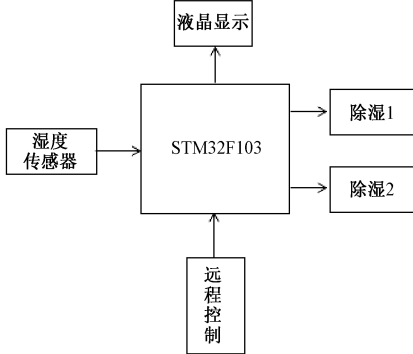 液晶显示
STM32F103
除湿1
湿度
传感器
除湿2
远
程
控
制